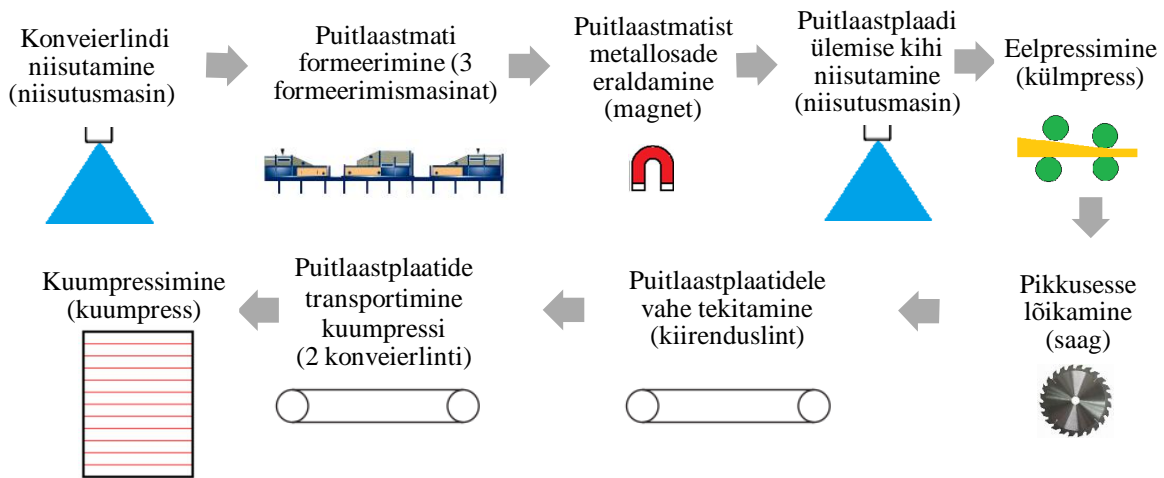 Konveierlindi
niisutamine
(niisutusmasin)
Puitlaastmati
formeerimine (3
formeerimismasinat)
Puitlaastmatist
metallosade
eraldamine
(magnet)
Puitlaastplaadi
ülemise kihi
niisutamine
(niisutusmasin)
Eelpressimine
(külmpress)
Pikkusesse
lõikamine
(saag)
Puitlaastplaatidele
vahe tekitamine
(kiirenduslint)
Puitlaastplaatide
transportimine
kuumpressi
(2 konveierlinti)
Kuumpressimine
(kuumpress)